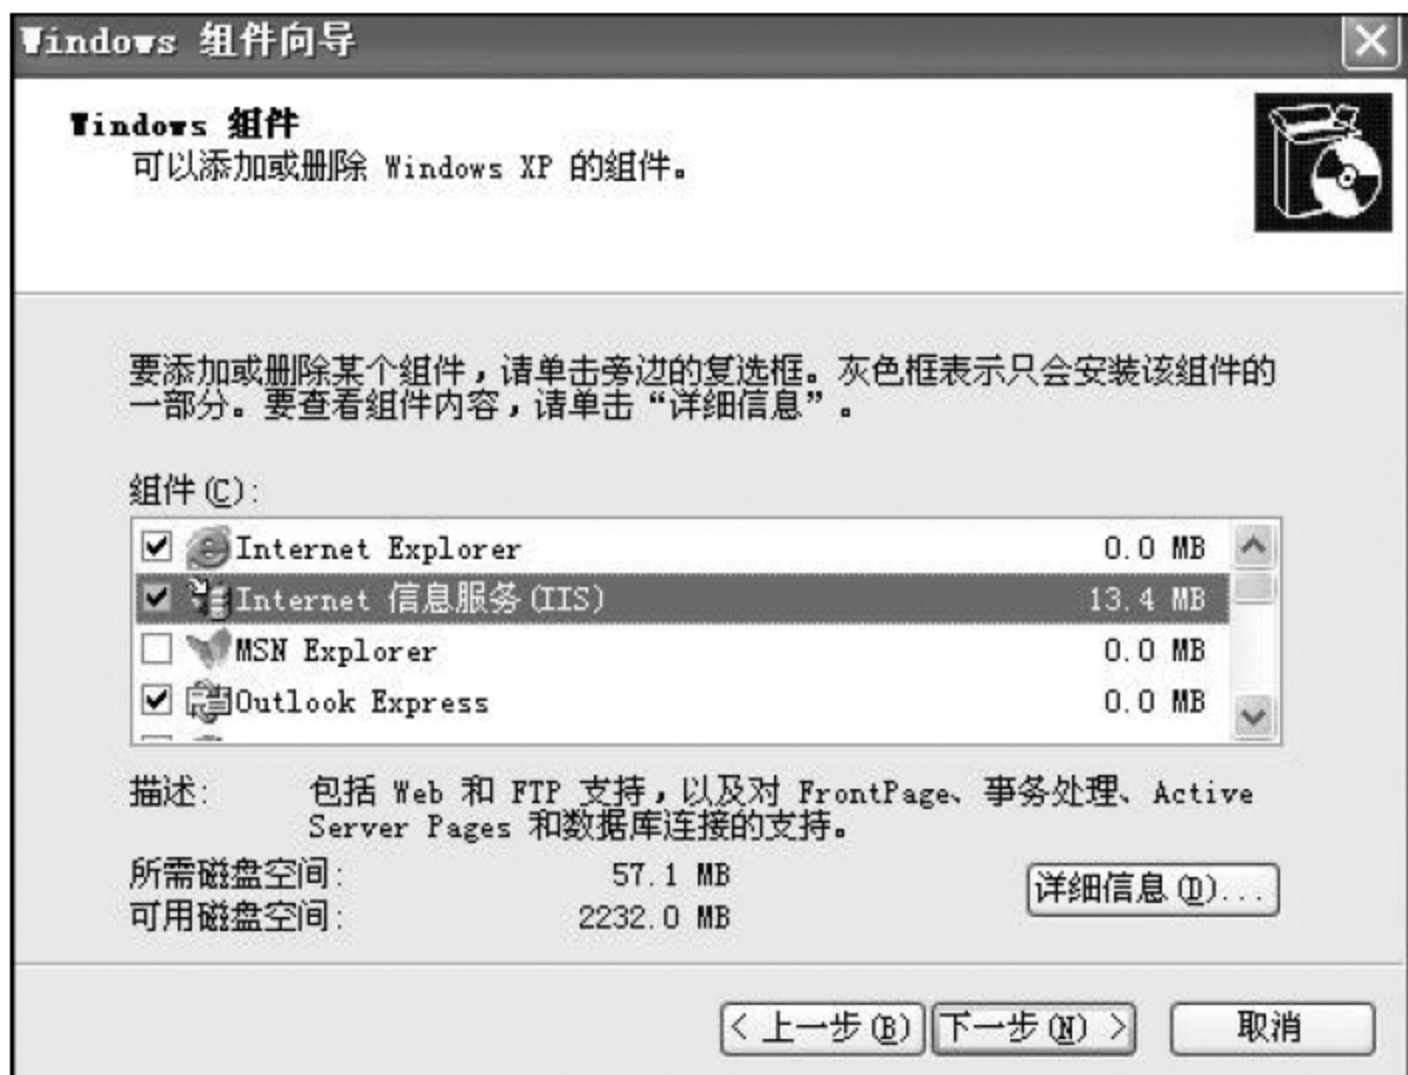 Windows 组件向导
Windows 组件
可以添加或删除 Windows XP 的组件。
要添加或删除某个组件，请单击旁边的复选框。灰色框表示只会安装该组件的
一部分。要查看组件内容，请单击“详细信息”。
组件(C):
Internet Explorer 0.0 MB
Internet 信息服务(IIS) 13.4 MB
MSN Explorer 0.0 MB
Outlook Express 0.0 MB
描述: 包括 Web 和 FTP 支持，以及对 FrontPage、事务处理、Active
Server Pages 和数据库连接的支持。
所需磁盘空间: 57.1 MB
可用磁盘空间: 2232.0 MB
详细信息(D)...
< 上一步(B) 下一步(N) > 取消